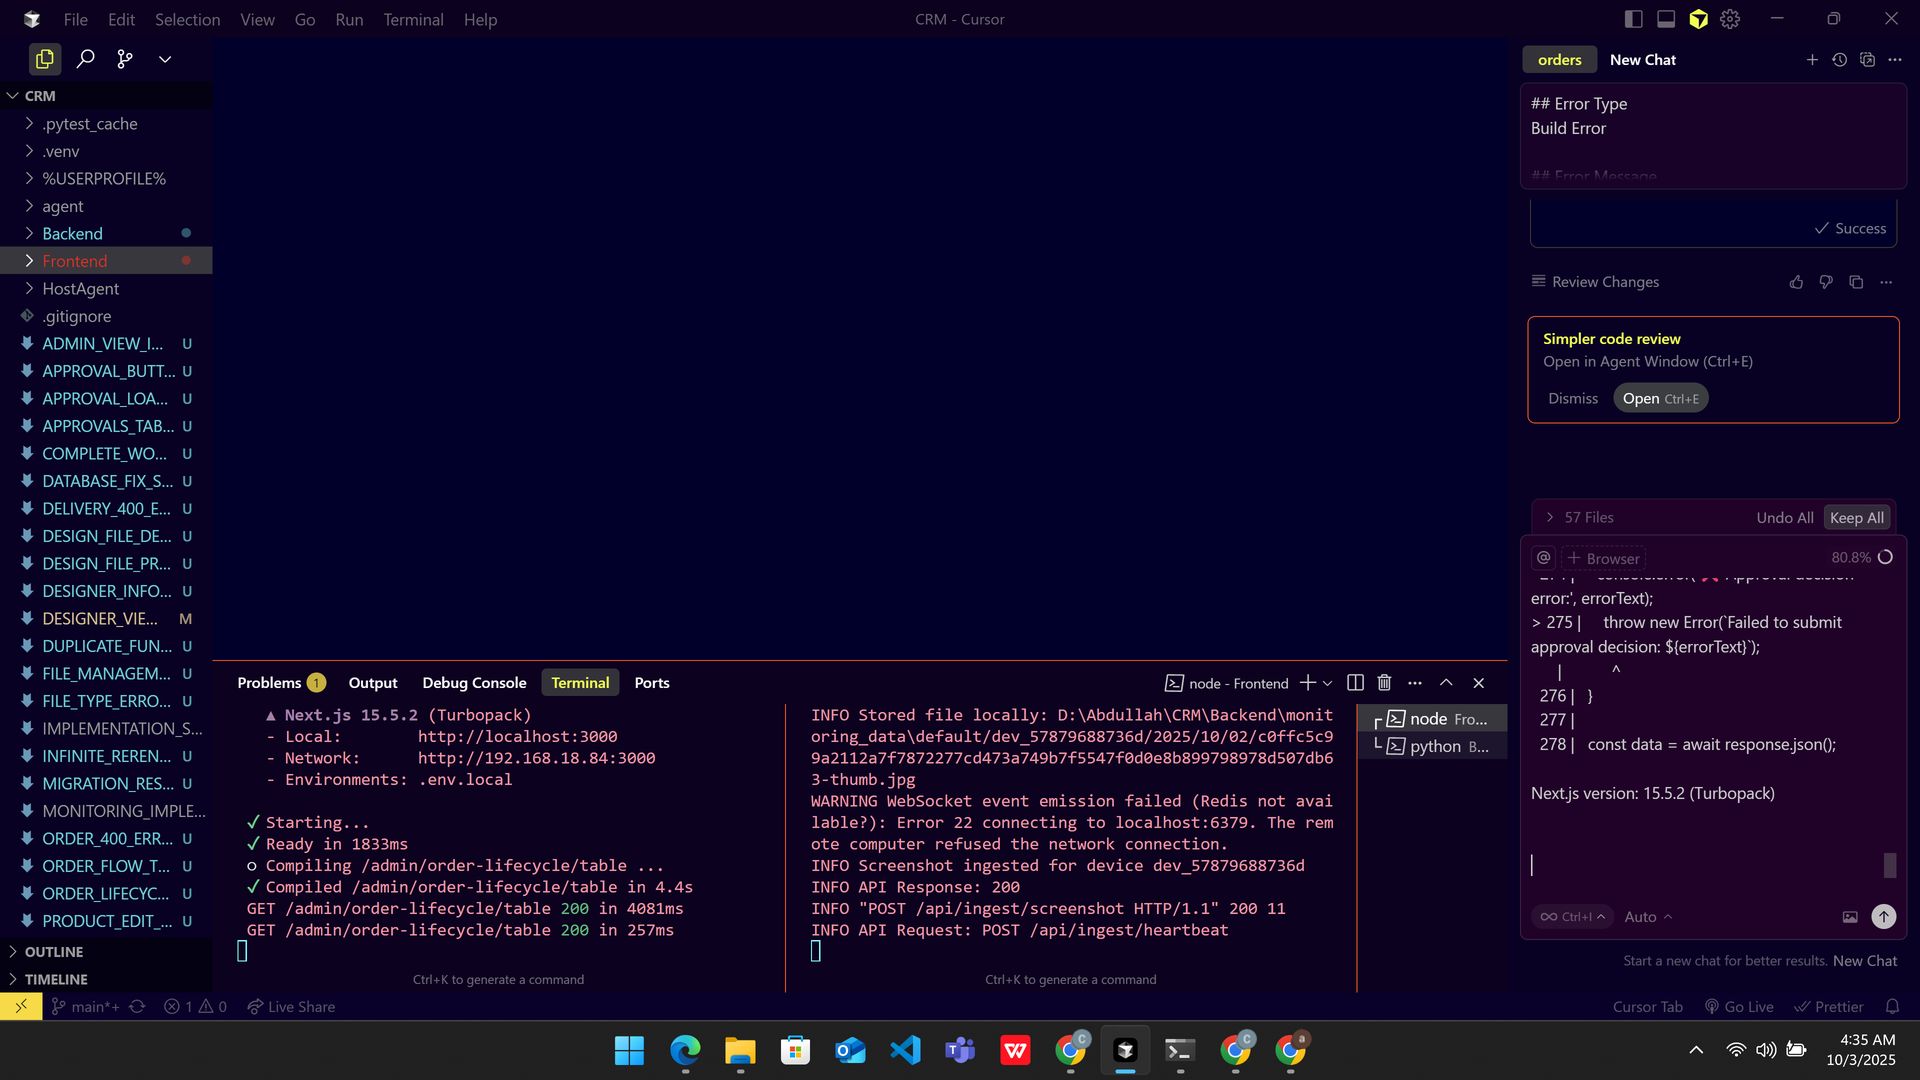 File Edit Selection View Go Run Terminal Help
CRM - Cursor
CRM
.pytest_cache
.venv
%USERPROFILE%
agent
Backend
Frontend
HostAgent
.gitignore
ADMIN_VIEW_I... U
APPROVAL_BUTT... U
APPROVAL_LOA... U
APPROVALS_TAB... U
COMPLETE_WO... U
DATABASE_FIX_S... U
DELIVERY_400_E... U
DESIGN_FILE_DE... U
DESIGN_FILE_PR... U
DESIGNER_INFO... U
DESIGNER_VIE... M
DUPLICATE_FUN... U
FILE_MANAGEM... U
FILE_TYPE_ERRO... U
IMPLEMENTATION_S...
INFINITE_REREN... U
MIGRATION_RES... U
MONITORING_IMPLE...
ORDER_400_ERR... U
ORDER_FLOW_T... U
ORDER_LIFECYC... U
PRODUCT_EDIT_... U
OUTLINE
TIMELINE
Problems 1 Output Debug Console Terminal Ports
node - Frontend
▲ Next.js 15.5.2 (Turbopack)
- Local: http://localhost:3000
- Network: http://192.168.18.84:3000
- Environments: .env.local
✓ Starting...
✓ Ready in 1833ms
○ Compiling /admin/order-lifecycle/table ...
✓ Compiled /admin/order-lifecycle/table in 4.4s
GET /admin/order-lifecycle/table 200 in 4081ms
GET /admin/order-lifecycle/table 200 in 257ms
Ctrl+K to generate a command
INFO Stored file locally: D:\Abdullah\CRM\Backend\monit
oring_data\default/dev_57879688736d/2025/10/02/c0ffc5c9
9a2112a7f7872277cd473a749b7f5547f0d0e8b899798978d507db6
3-thumb.jpg
WARNING WebSocket event emission failed (Redis not avai
lable?): Error 22 connecting to localhost:6379. The rem
ote computer refused the network connection.
INFO Screenshot ingested for device dev_57879688736d
INFO API Response: 200
INFO "POST /api/ingest/screenshot HTTP/1.1" 200 11
INFO API Request: POST /api/ingest/heartbeat
Ctrl+K to generate a command
node Fro...
python B...
orders New Chat
## Error Type
Build Error
## Error Message
Success
Review Changes
Simpler code review
Open in Agent Window (Ctrl+E)
Dismiss Open Ctrl+E
57 Files Undo All Keep All
@ + Browser 80.8%
error:', errorText);
> 275 | throw new Error(`Failed to submit
approval decision: ${errorText}`);
| ^
276 | }
277 |
278 | const data = await response.json();
Next.js version: 15.5.2 (Turbopack)
∞ Ctrl+I Auto
Start a new chat for better results. New Chat
main*+ 1 0 Live Share
Cursor Tab Go Live Prettier
4:35 AM
10/3/2025